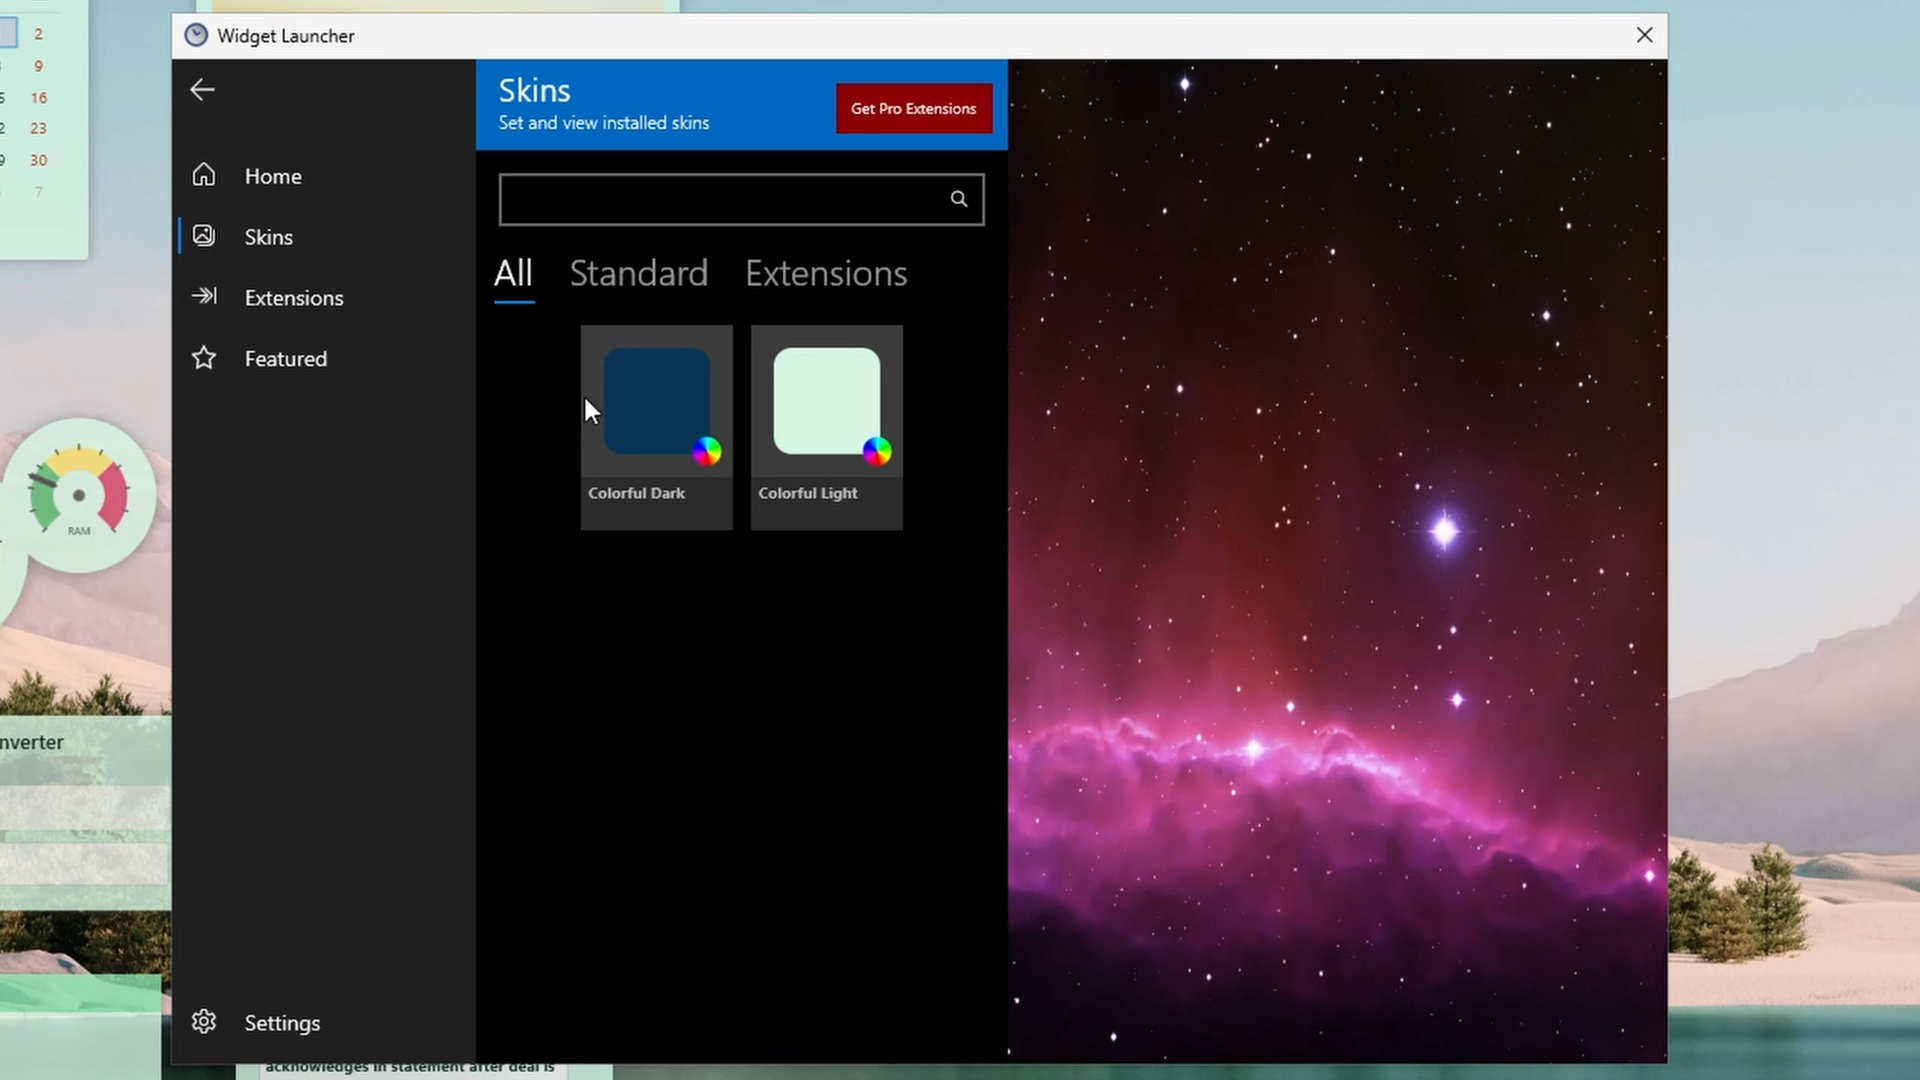 Widget Launcher
2
9
16
23
30
7
Home
Skins
Extensions
Featured
Settings
Skins
Set and view installed skins
Get Pro Extensions
All Standard Extensions
Colorful Dark
Colorful Light
RAM
nverter
acknowledges in statement after deal is